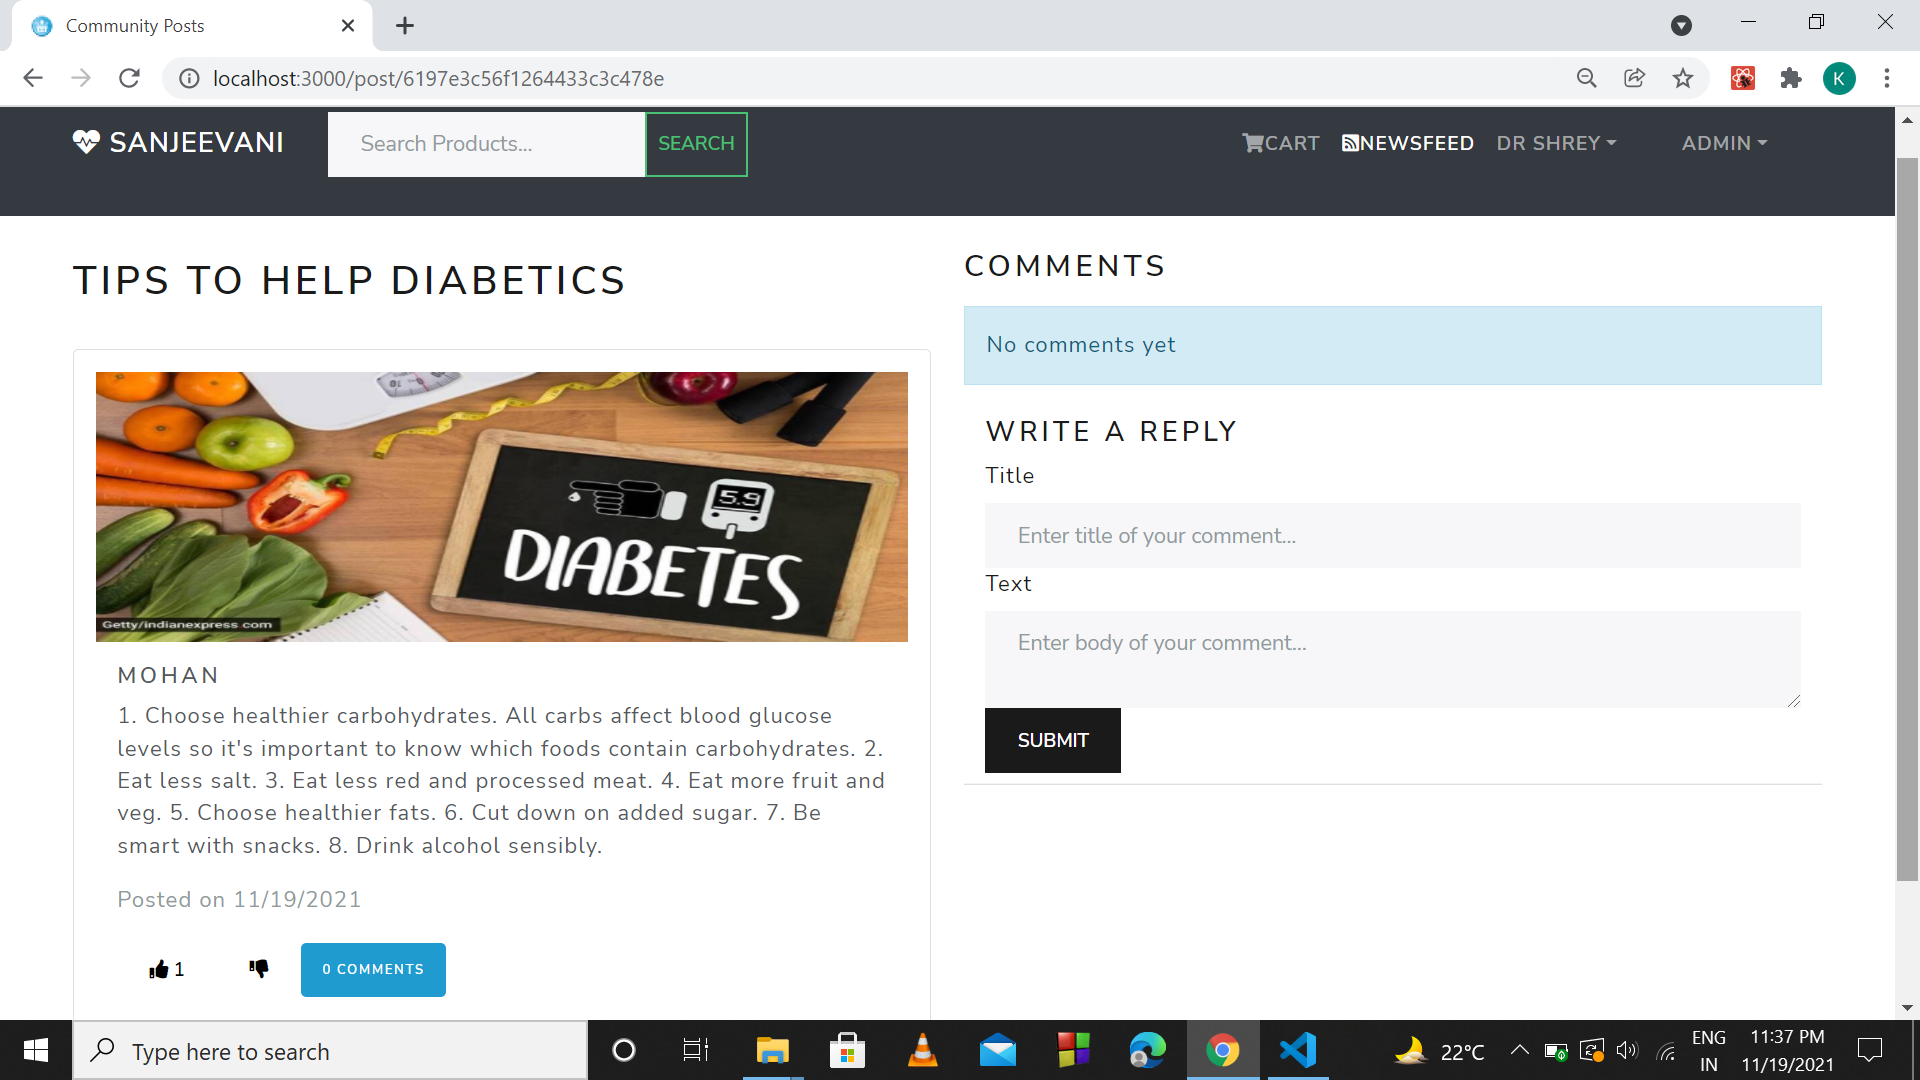 Community Posts
localhost:3000/post/6197e3c56f1264433c3c478e
K
SANJEEVANI
Search Products...
SEARCH
CART
NEWSFEED
DR SHREY
ADMIN
TIPS TO HELP DIABETICS
5.9
DIABETES
Getty/indianexpress.com
MOHAN
1. Choose healthier carbohydrates. All carbs affect blood glucose
levels so it's important to know which foods contain carbohydrates. 2.
Eat less salt. 3. Eat less red and processed meat. 4. Eat more fruit and
veg. 5. Choose healthier fats. 6. Cut down on added sugar. 7. Be
smart with snacks. 8. Drink alcohol sensibly.
Posted on 11/19/2021
1
0 COMMENTS
COMMENTS
No comments yet
WRITE A REPLY
Title
Enter title of your comment...
Text
Enter body of your comment...
SUBMIT
Type here to search
22°C
ENG
IN
11:37 PM
11/19/2021